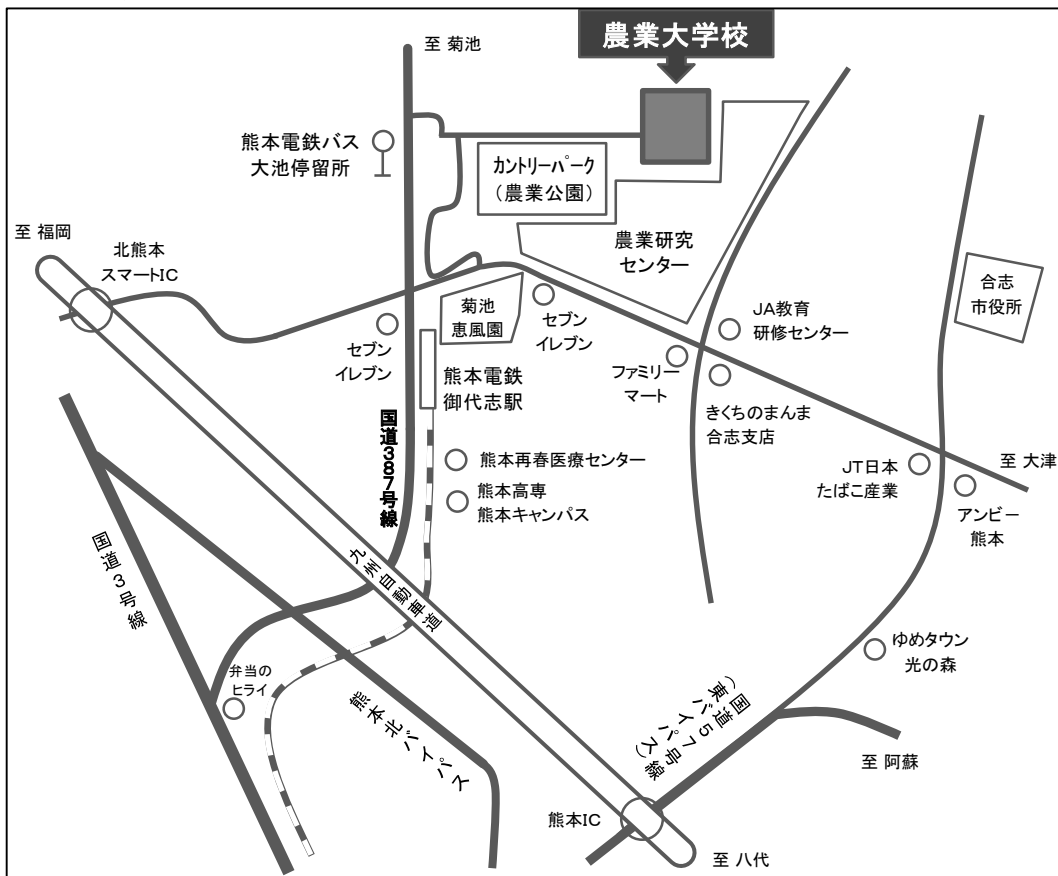 農業大学校
至 菊池
熊本電鉄バス
大池停留所
カントリーパーク
（農業公園）
至 福岡
北熊本
スマートIC
農業研究
センター
合志
市役所
菊池
恵風園
セブン
イレブン
JA教育
研修センター
セブン
イレブン
熊本電鉄
御代志駅
ファミリー
マート
きくちのまんま
合志支店
国道387号線
熊本再春医療センター
熊本高専
熊本キャンパス
JT日本
たばこ産業
至 大津
アンビー
熊本
国道3号線
九州自動車道
弁当の
ヒライ
熊本北バイパス
ゆめタウン
光の森
国道57号線
（東バイパス）
至 阿蘇
熊本IC
至 八代